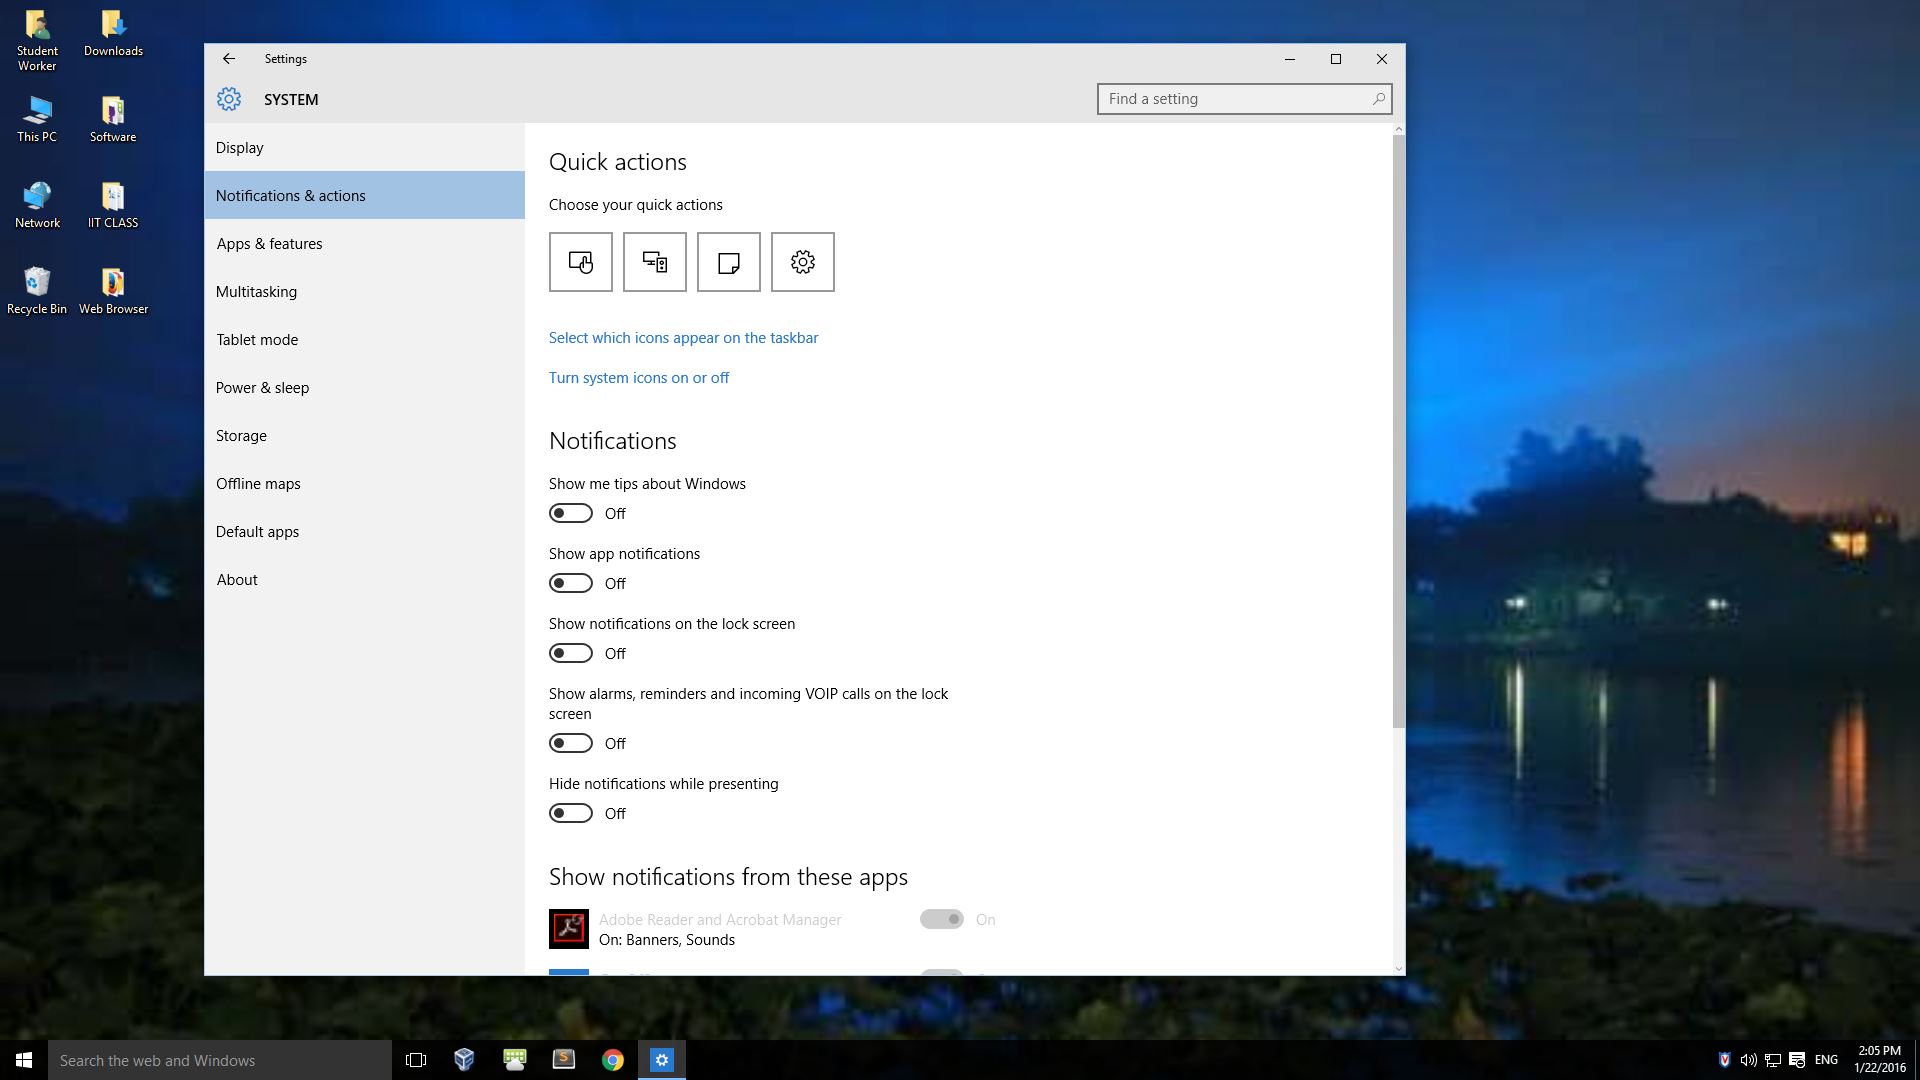 Student
Worker
Downloads
This PC
Software
Network
IIT CLASS
Recycle Bin
Web Browser
Settings
SYSTEM
Find a setting
Display
Notifications & actions
Apps & features
Multitasking
Tablet mode
Power & sleep
Storage
Offline maps
Default apps
About
Quick actions
Choose your quick actions
Select which icons appear on the taskbar
Turn system icons on or off
Notifications
Show me tips about Windows
Off
Show app notifications
Off
Show notifications on the lock screen
Off
Show alarms, reminders and incoming VOIP calls on the lock
screen
Off
Hide notifications while presenting
Off
Show notifications from these apps
Adobe Reader and Acrobat Manager
On
On: Banners, Sounds
Search the web and Windows
S
V
ENG
2:05 PM
1/22/2016